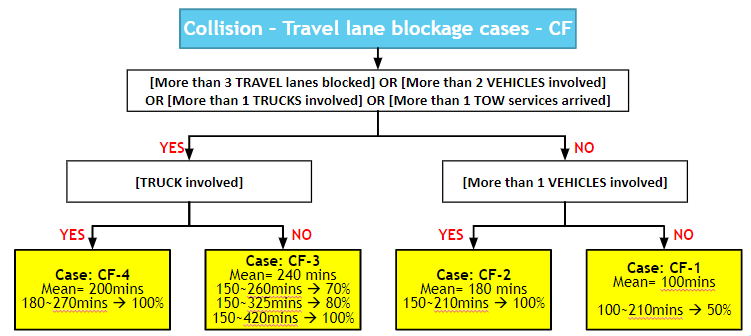 Collision – Travel lane blockage cases - CF
[More than 3 TRAVEL lanes blocked] OR [More than 2 VEHICLES involved]
OR [More than 1 TRUCKS involved] OR [More than 1 TOW services arrived]
YES
NO
[TRUCK involved]
[More than 1 VEHICLES involved]
YES
NO
YES
NO
Case: CF-4
Mean= 200mins
180~270mins → 100%
Case: CF-3
Mean= 240 mins
150~260mins → 70%
150~325mins → 80%
150~420mins → 100%
Case: CF-2
Mean= 180 mins
150~210mins → 100%
Case: CF-1
Mean= 100mins
100~210mins → 50%